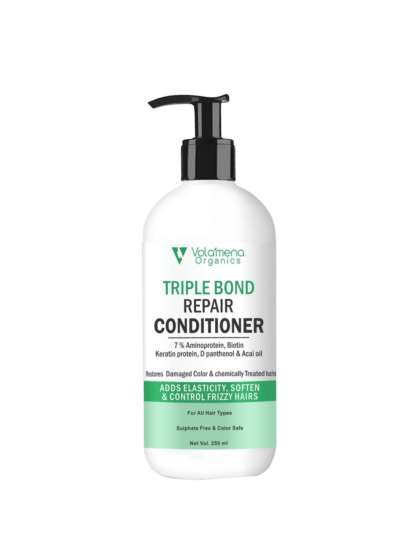 Volamena
Organics
TRIPLE BOND
REPAIR
CONDITIONER
7 % Aminoprotein, Biotin
Keratin protein, D panthenol & Acai oil
Restores Damaged Color & chemically Treated haire
ADDS ELASTICITY, SOFTEN
& CONTROL FRIZZY HAIRS
For All Hair Types
Sulphate Free & Color Safe
Net Vol. 250 ml